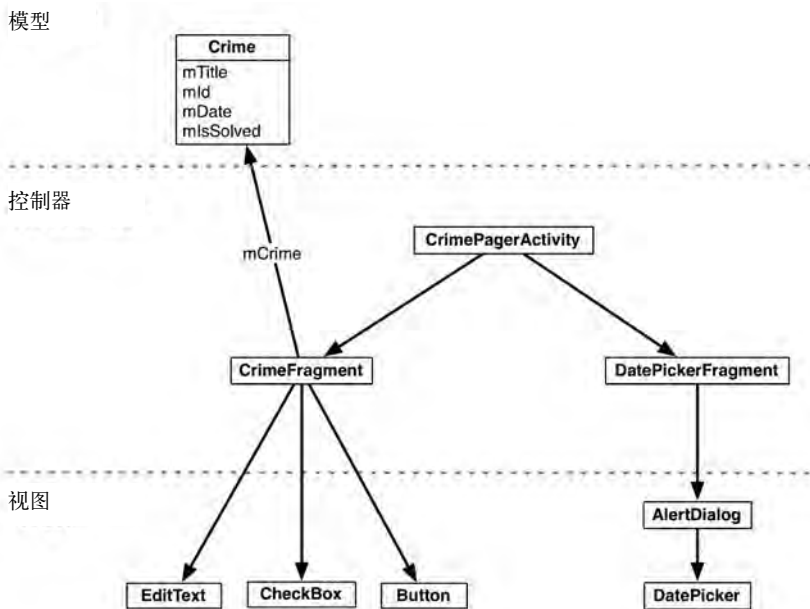 模型
Crime
mTitle
mId
mDate
mIsSolved
控制器
CrimePagerActivity
mCrime
CrimeFragment
DatePickerFragment
视图
AlertDialog
EditText
CheckBox
Button
DatePicker